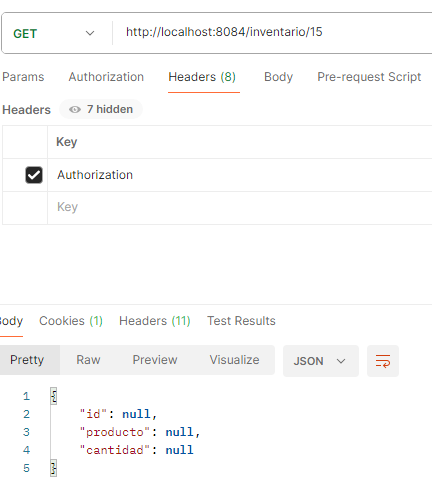 GET http://localhost:8084/inventario/15
Params Authorization Headers (8) Body Pre-request Script
Headers 7 hidden
Key
Authorization
Key
Body Cookies (1) Headers (11) Test Results
Pretty Raw Preview Visualize JSON
1 {
2 "id": null,
3 "producto": null,
4 "cantidad": null
5 }